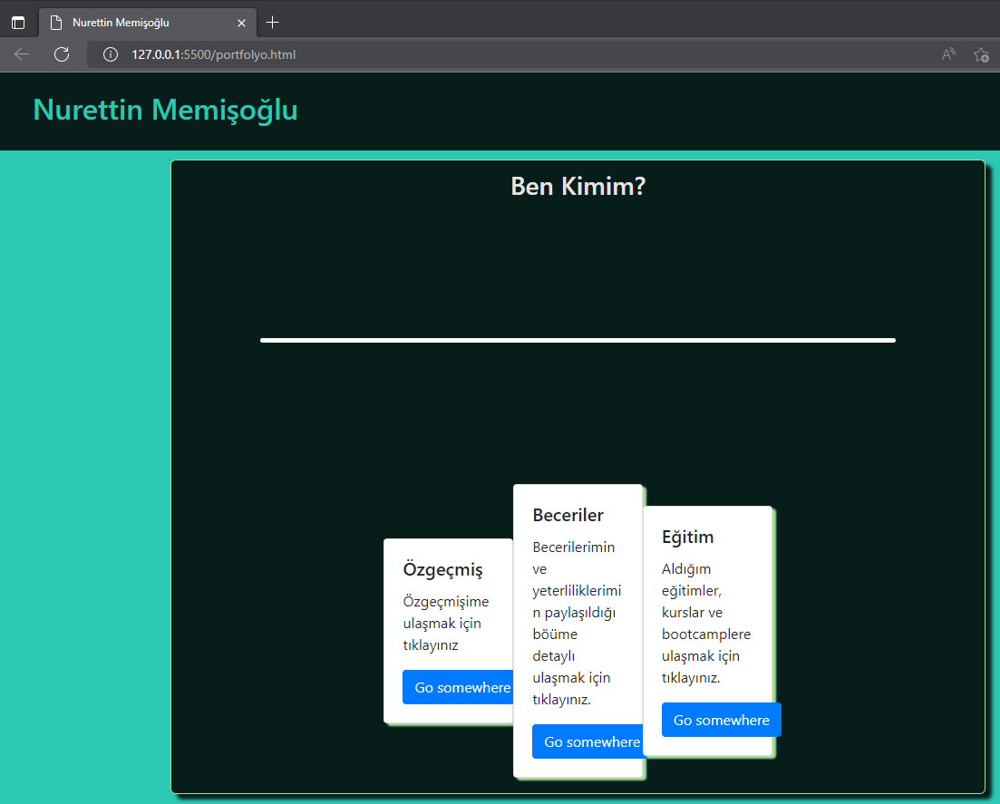 Nurettin Memişoğlu
127.0.0.1:5500/portfolyo.html
Nurettin Memişoğlu
Ben Kimim?
Özgeçmiş
Özgeçmişime
ulaşmak için
tıklayınız
Go somewhere
Beceriler
Becerilerimin
ve
yeterliliklerimi
n paylaşıldığı
böüme
detaylı
ulaşmak için
tıklayınız.
Go somewhere
Eğitim
Aldığım
eğitimler,
kurslar ve
bootcamplere
ulaşmak için
tıklayınız.
Go somewhere